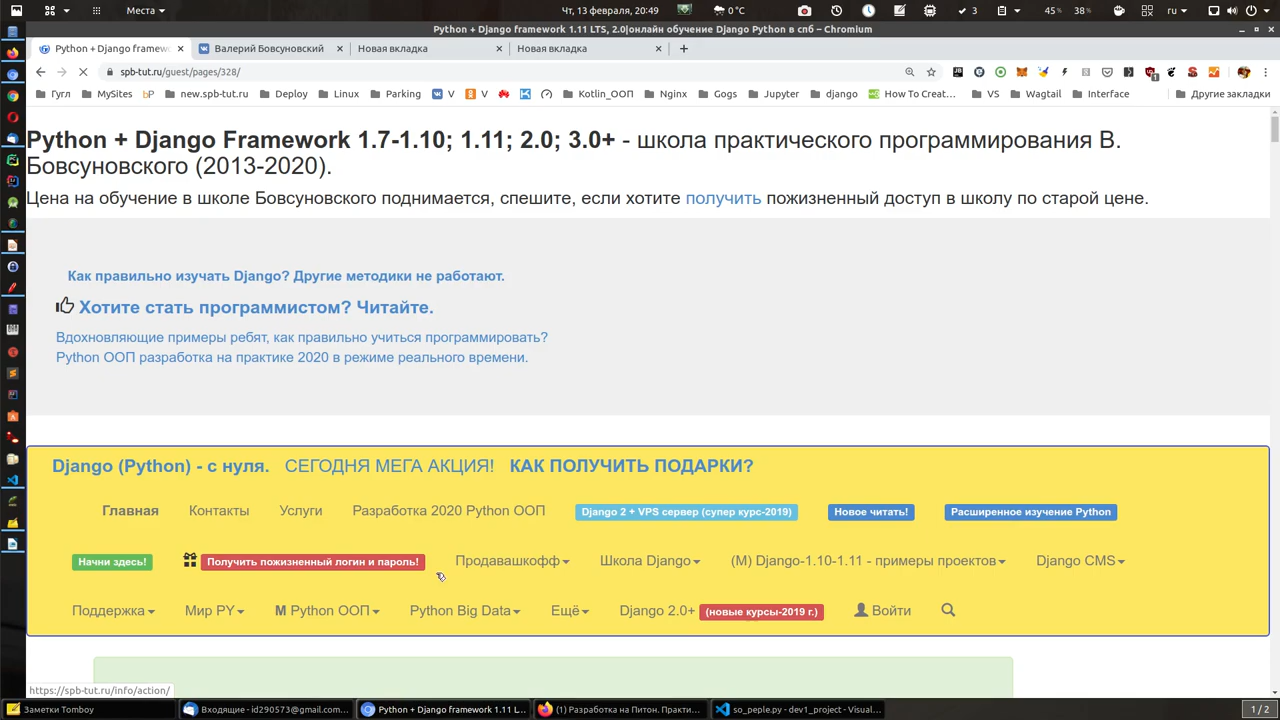 Места
Чт, 13 февраля, 20:49
0°C
3
45 %
38 %
ru
Python + Django framework 1.11 LTS, 2.0|онлайн обучение Django Python в спб – Chromium
Python + Django framew
Валерий Бовсуновский
Новая вкладка
Новая вкладка
spb-tut.ru/guest/pages/328/
Гугл
MySites
new.spb-tut.ru
Deploy
Linux
Parking
V
V
Kotlin_ООП
Nginx
Gogs
Jupyter
django
How To Creat...
VS
Wagtail
Interface
Другие закладки
Python + Django Framework 1.7-1.10; 1.11; 2.0; 3.0+ - школа практического программирования В.
Бовсуновского (2013-2020).
Цена на обучение в школе Бовсуновского поднимается, спешите, если хотите получить пожизненный доступ в школу по старой цене.
Как правильно изучать Django? Другие методики не работают.
Хотите стать программистом? Читайте.
Вдохновляющие примеры ребят, как правильно учиться программировать?
Python ООП разработка на практике 2020 в режиме реального времени.
Django (Python) - с нуля. СЕГОДНЯ МЕГА АКЦИЯ! КАК ПОЛУЧИТЬ ПОДАРКИ?
Главная Контакты Услуги Разработка 2020 Python ООП Django 2 + VPS сервер (супер курс-2019) Новое читать! Расширенное изучение Python
Начни здесь! Получить пожизненный логин и пароль! Продавашкофф Школа Django (M) Django-1.10-1.11 - примеры проектов Django CMS
Поддержка Мир PY M Python ООП Python Big Data Ещё Django 2.0+ (новые курсы-2019 г.) Войти
https://spb-tut.ru/info/action/
Заметки Tomboy
Входящие - id290573@gmail.com...
Python + Django framework 1.11 L...
(1) Разработка на Питон. Практи...
so_peple.py - dev1_project - Visual...
1 / 2